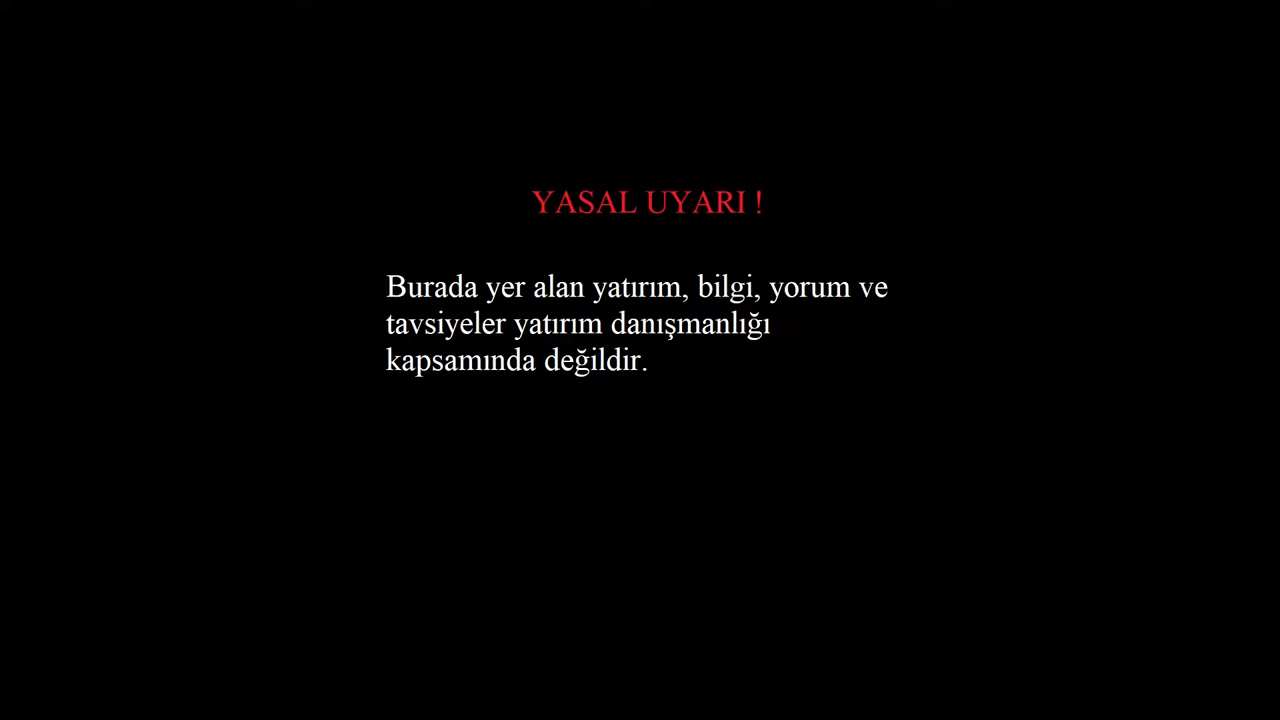 YASAL UYARI !
Burada yer alan yatırım, bilgi, yorum ve
tavsiyeler yatırım danışmanlığı
kapsamında değildir.